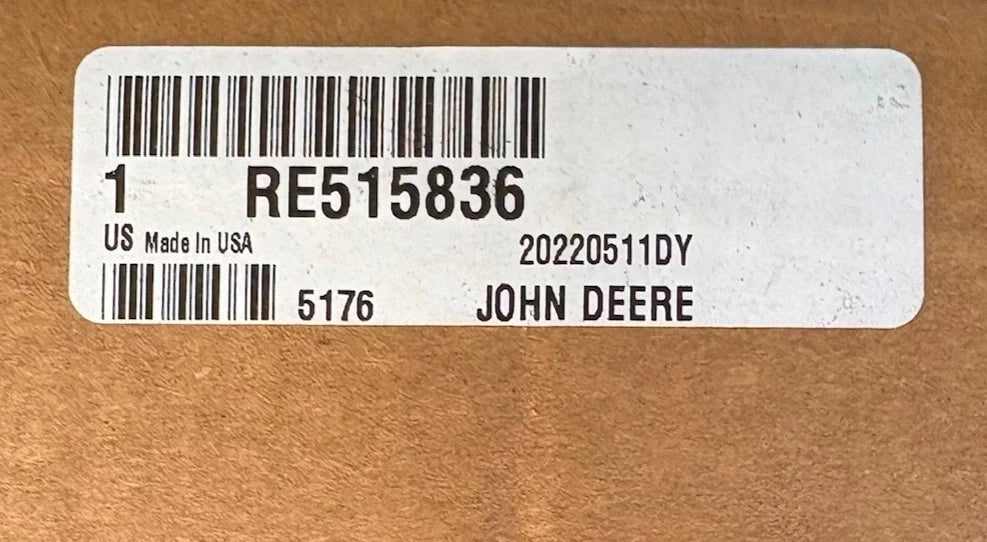 1 RE515836
US Made In USA 20220511DY
5176 JOHN DEERE